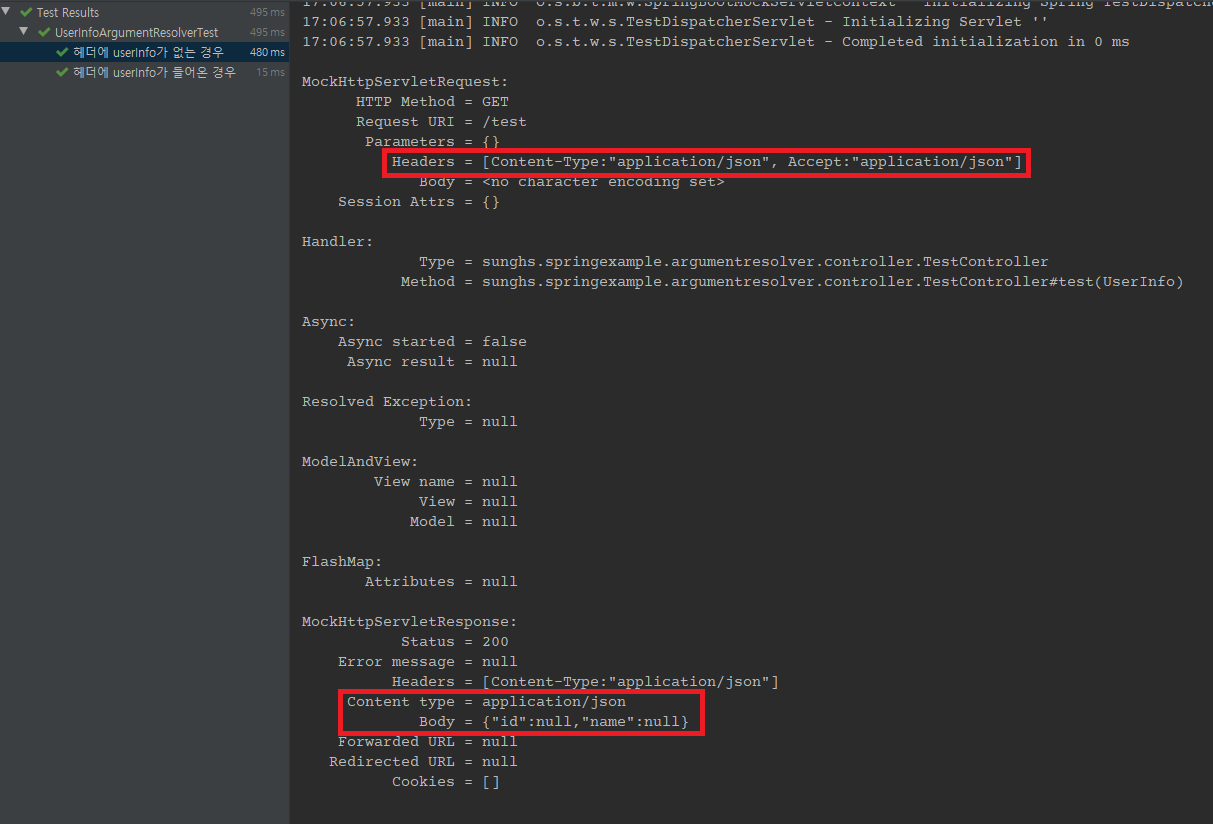 Test Results 495 ms
UserInfoArgumentResolverTest 495 ms
헤더에 userInfo가 없는 경우 480 ms
헤더에 userInfo가 들어온 경우 15 ms
17:06:57.933 [main] INFO o.s.b.t.m.w.SpringBootMockServletContext - Initializing Spring TestDispatch
17:06:57.933 [main] INFO o.s.t.w.s.TestDispatcherServlet - Initializing Servlet ''
17:06:57.933 [main] INFO o.s.t.w.s.TestDispatcherServlet - Completed initialization in 0 ms
MockHttpServletRequest:
HTTP Method = GET
Request URI = /test
Parameters = {}
Headers = [Content-Type:"application/json", Accept:"application/json"]
Body = <no character encoding set>
Session Attrs = {}
Handler:
Type = sunghs.springexample.argumentresolver.controller.TestController
Method = sunghs.springexample.argumentresolver.controller.TestController#test(UserInfo)
Async:
Async started = false
Async result = null
Resolved Exception:
Type = null
ModelAndView:
View name = null
View = null
Model = null
FlashMap:
Attributes = null
MockHttpServletResponse:
Status = 200
Error message = null
Headers = [Content-Type:"application/json"]
Content type = application/json
Body = {"id":null,"name":null}
Forwarded URL = null
Redirected URL = null
Cookies = []